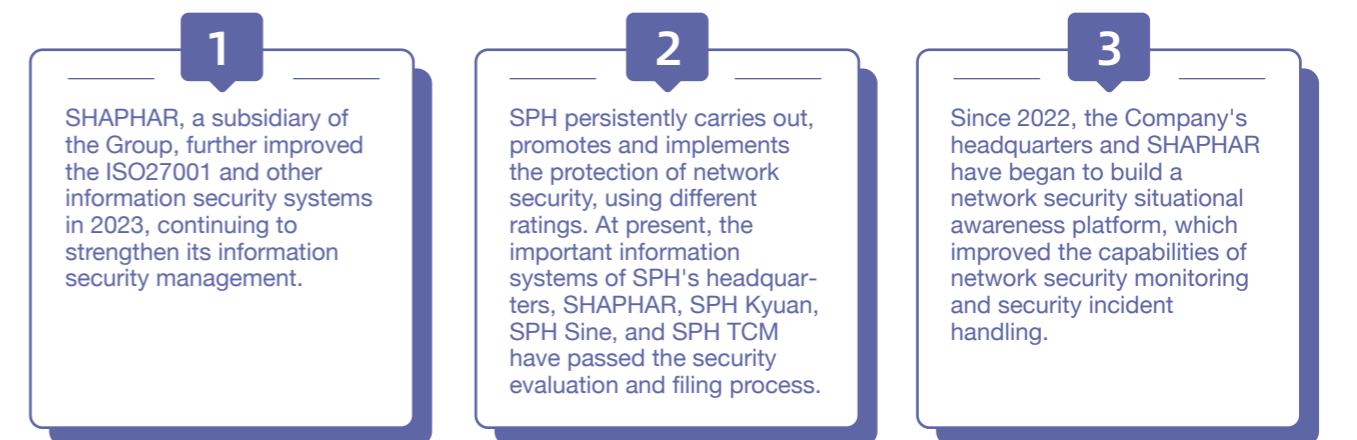 1
SHAPHAR, a subsidiary of
the Group, further improved
the ISO27001 and other
information security systems
in 2023, continuing to
strengthen its information
security management.
2
SPH persistently carries out,
promotes and implements
the protection of network
security, using different
ratings. At present, the
important information
systems of SPH's headquar-
ters, SHAPHAR, SPH Kyuan,
SPH Sine, and SPH TCM
have passed the security
evaluation and filing process.
3
Since 2022, the Company's
headquarters and SHAPHAR
have began to build a
network security situational
awareness platform, which
improved the capabilities of
network security monitoring
and security incident
handling.